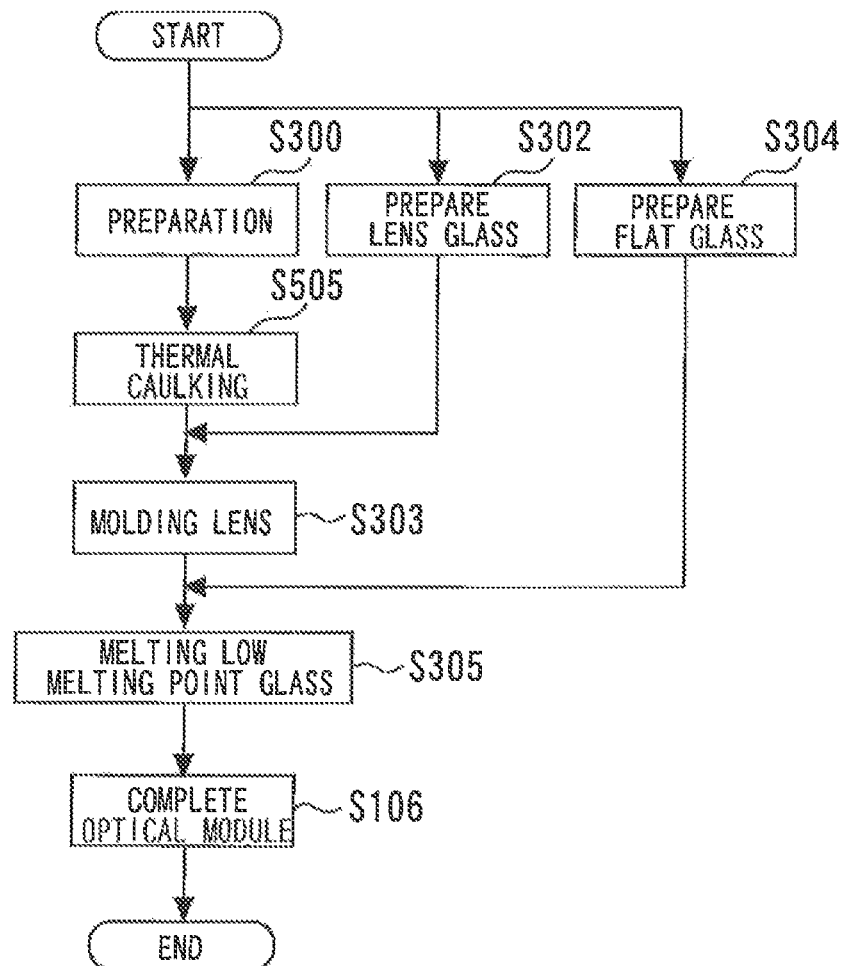 START
S300
S302
S304
PREPARATION
PREPARE
LENS GLASS
PREPARE
FLAT GLASS
S505
THERMAL
CAULKING
MOLDING LENS
S303
MELTING LOW
MELTING POINT GLASS
S305
COMPLETE
OPTICAL MODULE
S106
END